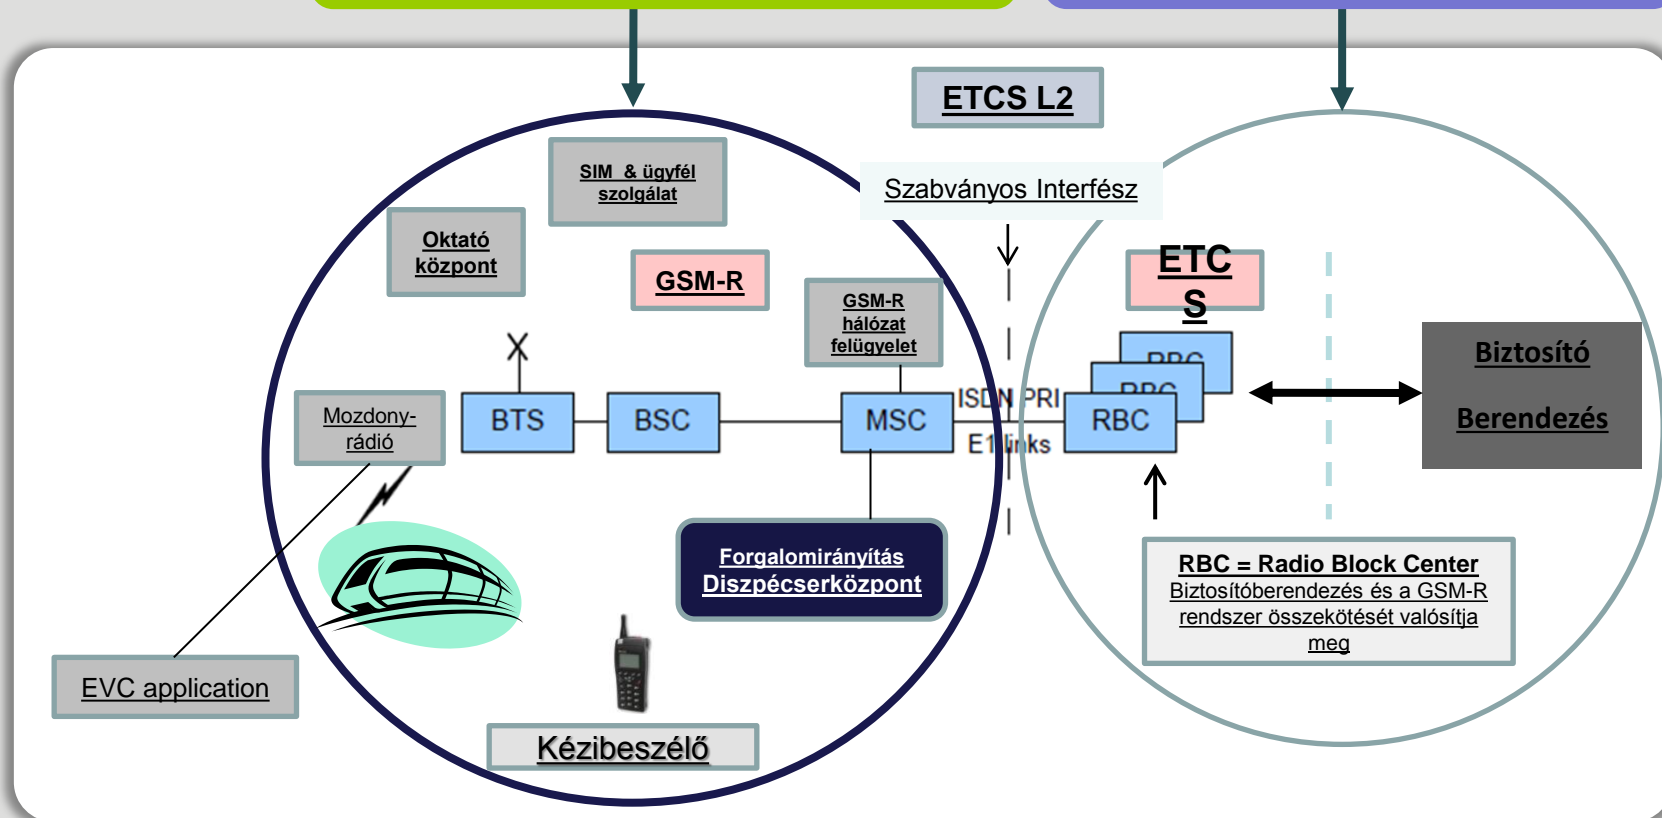 ETCS L2
SIM & ügyfél
szolgálat
Szabványos Interfész
Oktató
központ
GSM-R
ETC
S
GSM-R
hálózat
felügyelet
Biztosító
Berendezés
Mozdony-
rádió
BTS
BSC
MSC
ISDN PRI
E1 links
RBC
RBC
RBC
Forgalomirányítás
Diszpécserközpont
RBC = Radio Block Center
Biztosítóberendezés és a GSM-R
rendszer összekötését valósítja
meg
EVC application
Kézibeszélő